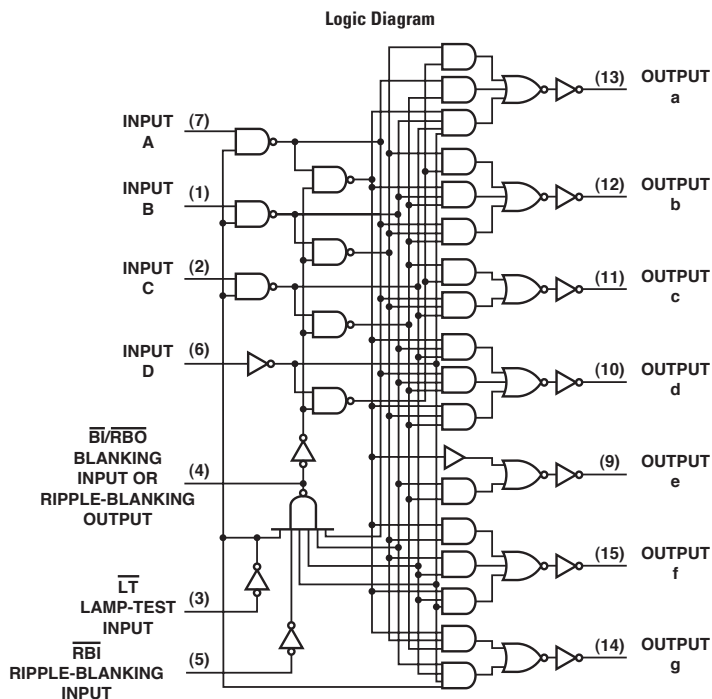 Logic Diagram
(13) OUTPUT
a
INPUT (7)
A
INPUT (1)
B
(12) OUTPUT
b
INPUT (2)
C
(11) OUTPUT
c
INPUT (6)
D
(10) OUTPUT
d
BI/RBO
BLANKING (4)
INPUT OR
RIPPLE-BLANKING
OUTPUT
(9) OUTPUT
e
LT
LAMP-TEST (3)
INPUT
(15) OUTPUT
f
RBI (5)
RIPPLE-BLANKING
INPUT
(14) OUTPUT
g